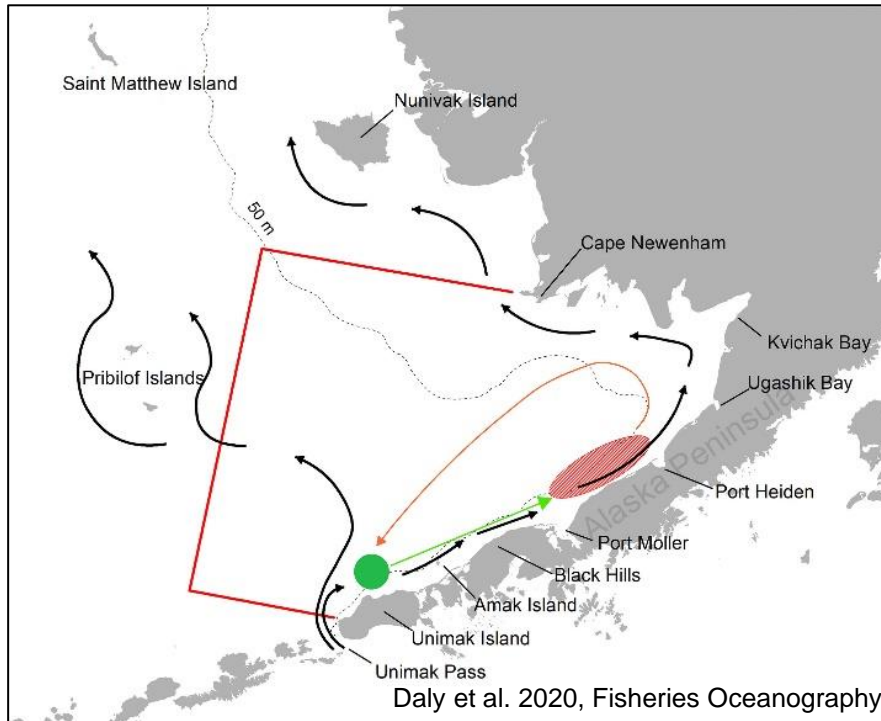 Saint Matthew Island
Nunivak Island
50 m
Cape Newenham
Kvichak Bay
Pribilof Islands
Ugashik Bay
Alaska Peninsula
Port Heiden
Port Moller
Black Hills
Amak Island
Unimak Island
Unimak Pass
Daly et al. 2020, Fisheries Oceanography